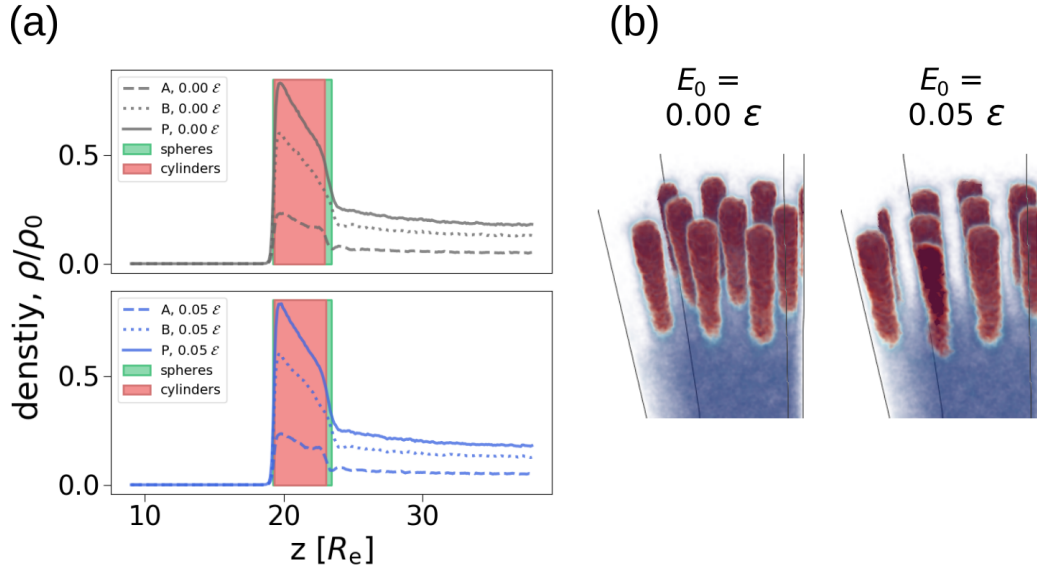 (a)
A, 0.00 ℰ
B, 0.00 ℰ
P, 0.00 ℰ
spheres
cylinders
0.5
0.0
A, 0.05 ℰ
B, 0.05 ℰ
P, 0.05 ℰ
spheres
cylinders
0.5
0.0
denstiy, ρ/ρ₀
10
20
30
z [Rₑ]
(b)
E₀ =
0.00 ε
E₀ =
0.05 ε